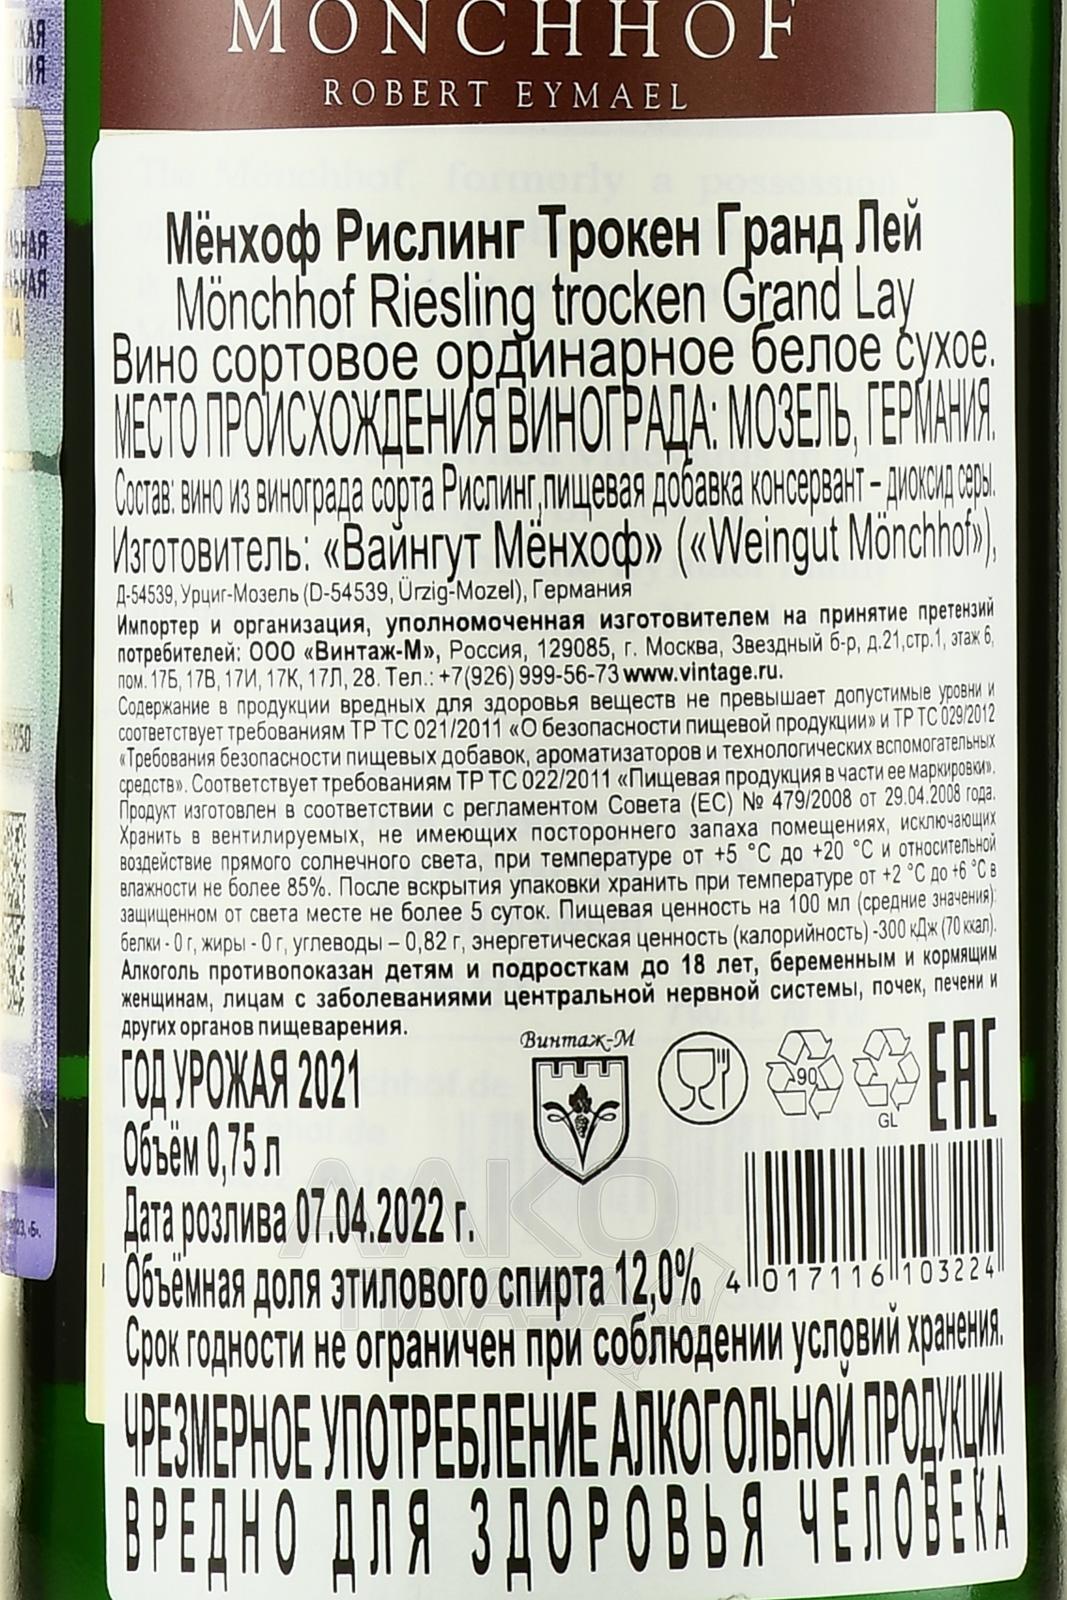 MÖNCHHOF
ROBERT EYMAEL
Мёнхоф Рислинг Трокен Гранд Лей
Mönchhof Riesling trocken Grand Lay
Вино сортовое ординарное белое сухое.
МЕСТО ПРОИСХОЖДЕНИЯ ВИНОГРАДА: МОЗЕЛЬ, ГЕРМАНИЯ.
Состав: вино из винограда сорта Рислинг,пищевая добавка консервант – диоксид серы.
Изготовитель: «Вайнгут Мёнхоф» («Weingut Mönchhof»),
Д-54539, Урциг-Мозель (D-54539, Ürzig-Mozel), Германия
Импортер и организация, уполномоченная изготовителем на принятие претензий
потребителей: ООО «Винтаж-М», Россия, 129085, г. Москва, Звездный б-р, д.21,стр.1, этаж 6,
пом. 17Б, 17В, 17И, 17К, 17Л, 28. Тел.: +7(926) 999-56-73 www.vintage.ru.
Содержание в продукции вредных для здоровья веществ не превышает допустимые уровни и
соответствует требованиям ТР ТС 021/2011 «О безопасности пищевой продукции» и ТР ТС 029/2012
«Требования безопасности пищевых добавок, ароматизаторов и технологических вспомогательных
средств». Соответствует требованиям ТР ТС 022/2011 «Пищевая продукция в части ее маркировки».
Продукт изготовлен в соответствии с регламентом Совета (ЕС) № 479/2008 от 29.04.2008 года.
Хранить в вентилируемых, не имеющих постороннего запаха помещениях, исключающих
воздействие прямого солнечного света, при температуре от +5 °С до +20 °С и относительной
влажности не более 85%. После вскрытия упаковки хранить при температуре от +2 °С до +6 °С в
защищенном от света месте не более 5 суток. Пищевая ценность на 100 мл (средние значения):
белки - 0 г, жиры - 0 г, углеводы – 0,82 г, энергетическая ценность (калорийность) -300 кДж (70 ккал).
Алкоголь противопоказан детям и подросткам до 18 лет, беременным и кормящим
женщинам, лицам с заболеваниями центральной нервной системы, почек, печени и
других органов пищеварения.
Винтаж-М
90
GL
EAC
ГОД УРОЖАЯ 2021
Объём 0,75 л
Дата розлива 07.04.2022 г.
Объёмная доля этилового спирта 12,0%
4 017116 103224
Срок годности не ограничен при соблюдении условий хранения.
ЧРЕЗМЕРНОЕ УПОТРЕБЛЕНИЕ АЛКОГОЛЬНОЙ ПРОДУКЦИИ
ВРЕДНО ДЛЯ ЗДОРОВЬЯ ЧЕЛОВЕКА